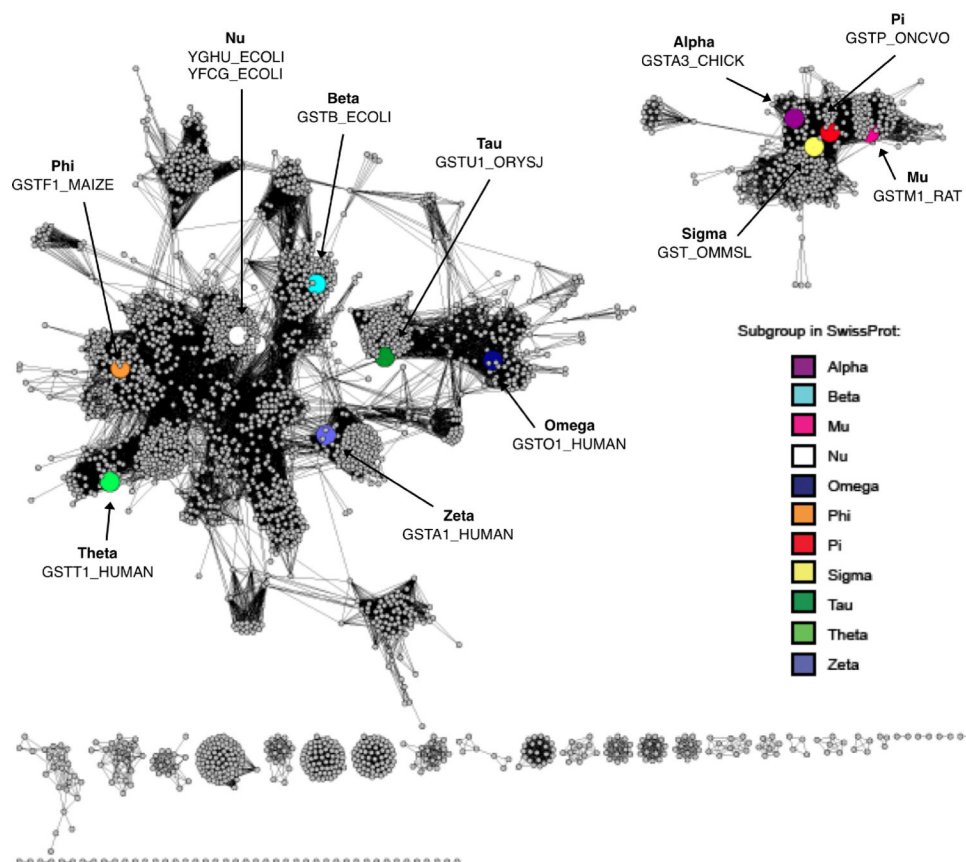 Nu
YGHU_ECOLI
YFCG_ECOLI
Beta
GSTB_ECOLI
Tau
GSTU1_ORYSJ
Phi
GSTF1_MAIZE
Omega
GSTO1_HUMAN
Zeta
GSTA1_HUMAN
Theta
GSTT1_HUMAN
Alpha
GSTA3_CHICK
Pi
GSTP_ONCVO
Mu
GSTM1_RAT
Sigma
GST_OMMSL
Subgroup in SwissProt:
Alpha
Beta
Mu
Nu
Omega
Phi
Pi
Sigma
Tau
Theta
Zeta